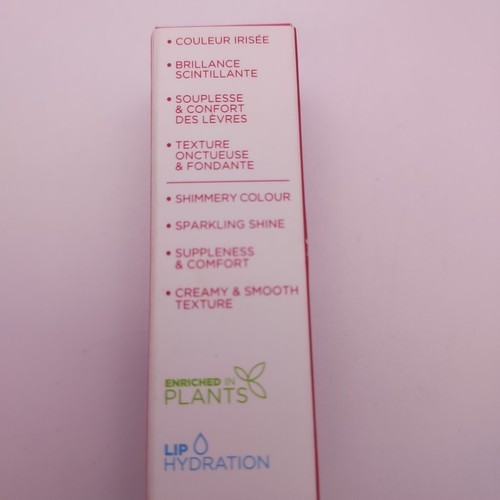 • COULEUR IRISÉE
• BRILLANCE
SCINTILLANTE
• SOUPLESSE
& CONFORT
DES LÈVRES
• TEXTURE
ONCTUEUSE
& FONDANTE
• SHIMMERY COLOUR
• SPARKLING SHINE
• SUPPLENESS
& COMFORT
• CREAMY & SMOOTH
TEXTURE
ENRICHED IN
PLANTS
LIP
HYDRATION